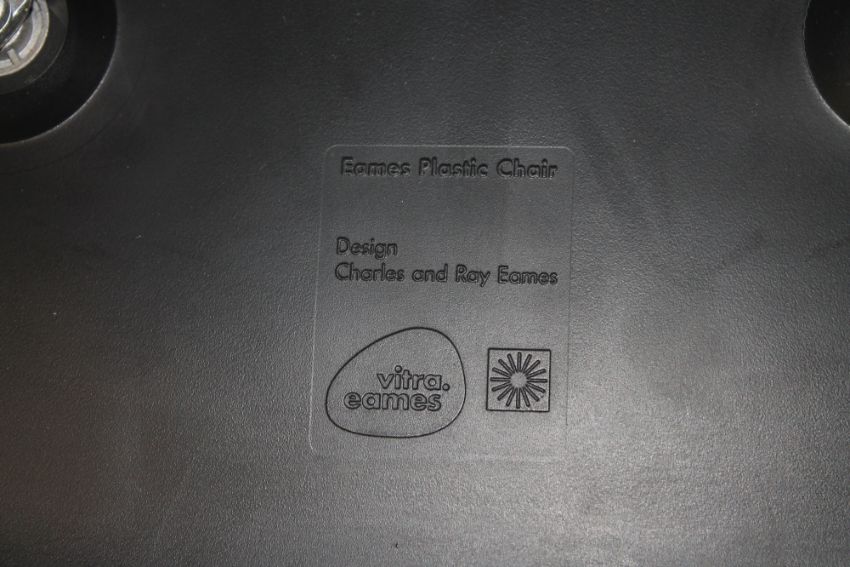 Eames Plastic Chair
Design
Charles and Ray Eames
vitra.
eames